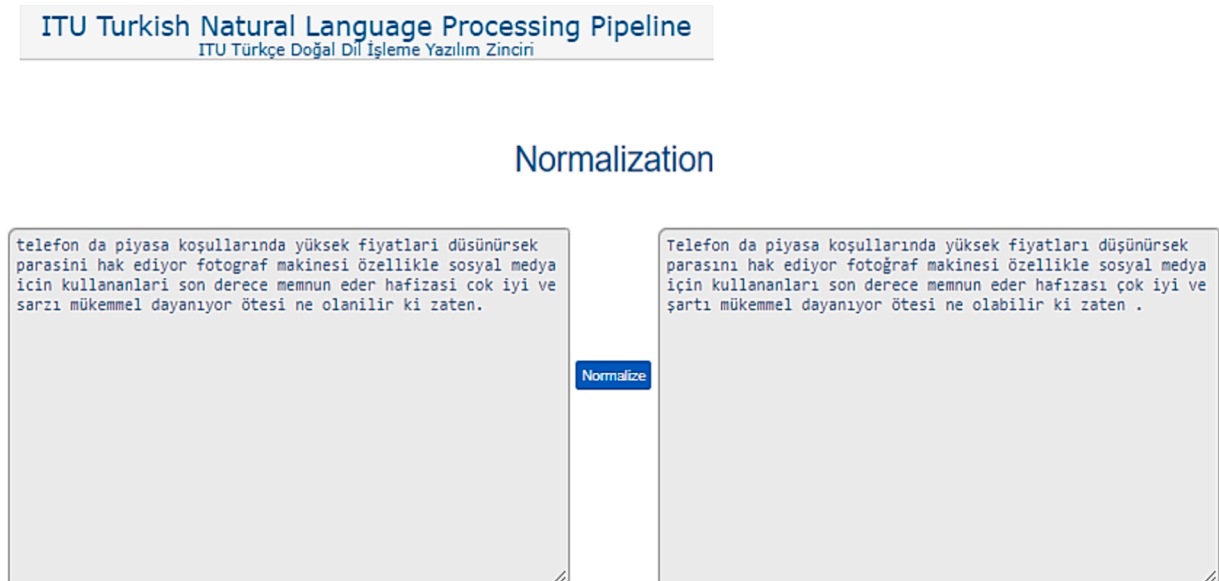 ITU Turkish Natural Language Processing Pipeline
ITU Türkçe Doğal Dil İşleme Yazılım Zinciri
Normalization
telefon da piyasa koşullarında yüksek fiyatlari düsünürsek
parasini hak ediyor fotograf makinesi özellikle sosyal medya
icin kullananlari son derece memnun eder hafizasi cok iyi ve
sarzı mükemmel dayanıyor ötesi ne olanilir ki zaten.
Normalize
Telefon da piyasa koşullarında yüksek fiyatları düşünürsek
parasını hak ediyor fotoğraf makinesi özellikle sosyal medya
için kullananları son derece memnun eder hafızası çok iyi ve
şartı mükemmel dayanıyor ötesi ne olabilir ki zaten .